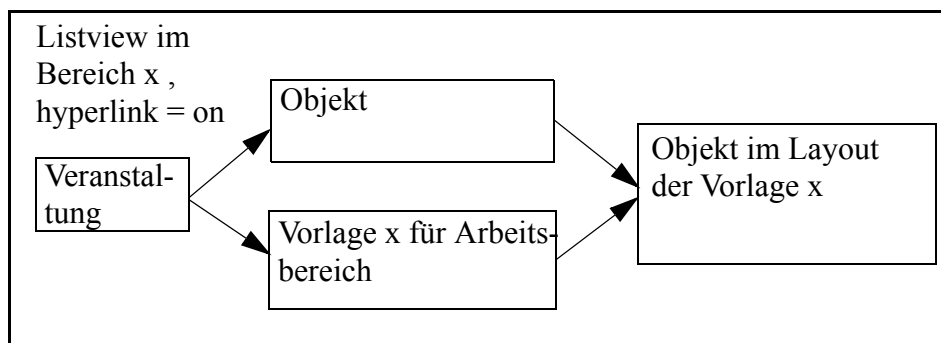 Listview im
Bereich x ,
hyperlink = on
Veranstal-
tung
Objekt
Vorlage x für Arbeits-
bereich
Objekt im Layout
der Vorlage x